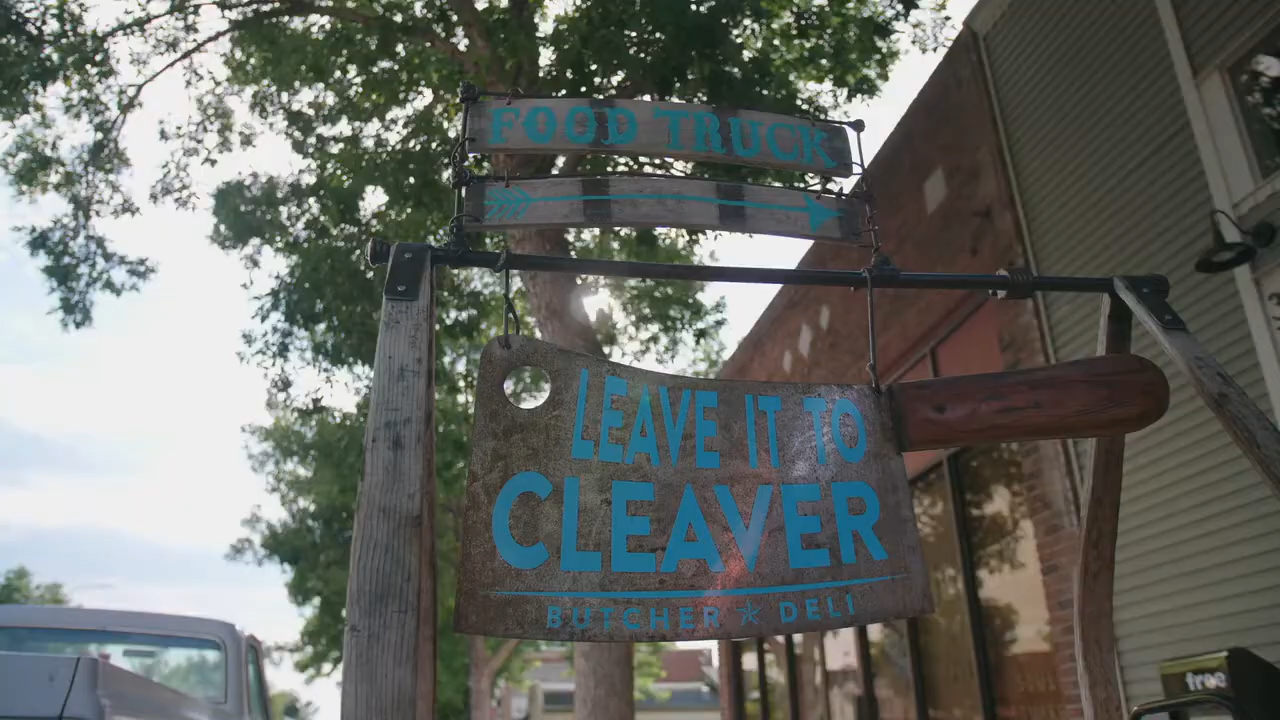 FOOD TRUCK
LEAVE IT TO
CLEAVER
BUTCHER ☆ DELI
free